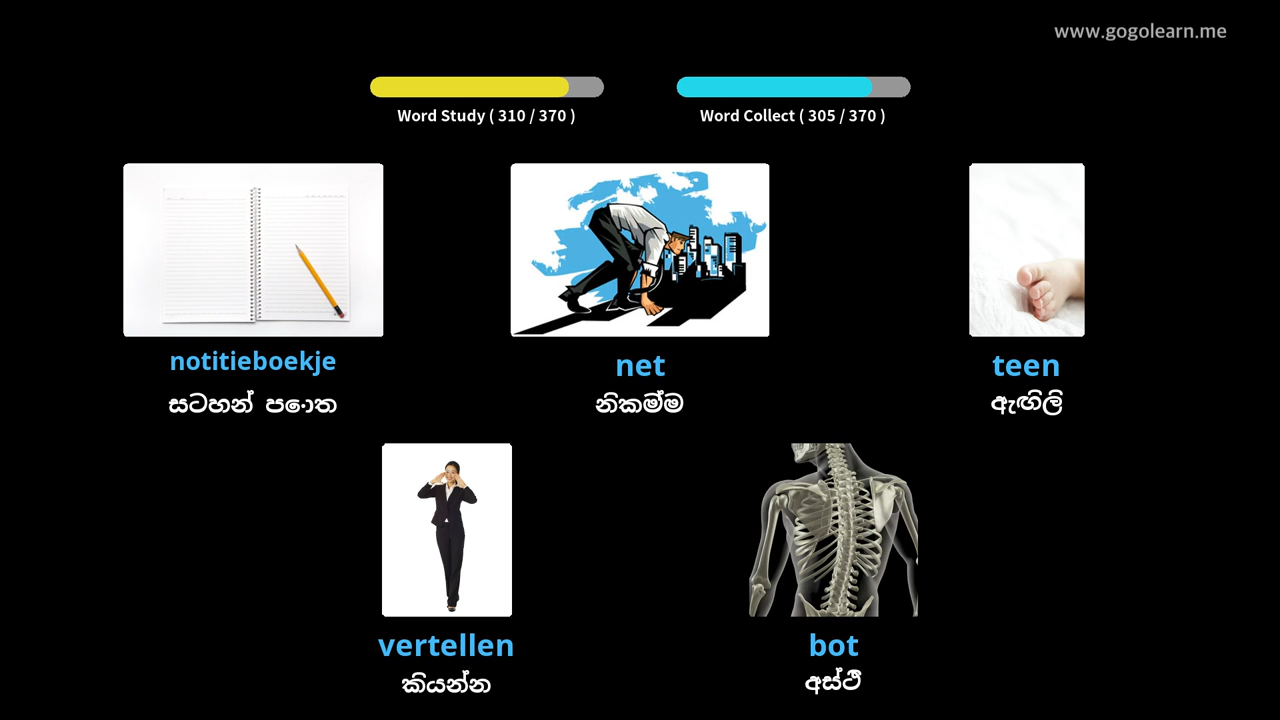 www.gogolearn.me
Word Study ( 310 / 370 )
Word Collect ( 305 / 370 )
notitieboekje
සටහන් පොත
net
නිකම්ම
teen
ඇඟිලි
vertellen
කියන්න
bot
අස්ථි